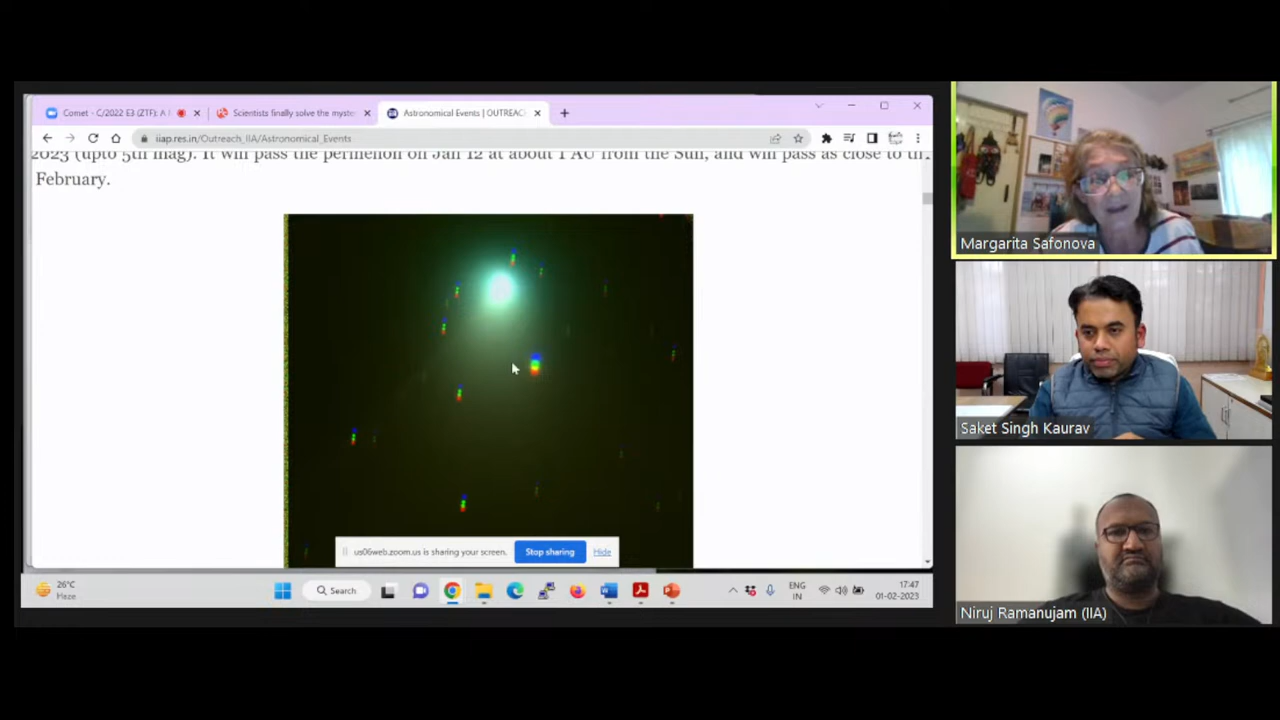 Comet - C/2022 E3 (ZTF): A
Scientists finally solve the myste
Astronomical Events | OUTREAC
iiap.res.in/Outreach_IIA/Astronomical_Events
2023 (upto 5th mag). It will pass the perihelion on Jan 12 at about 1 AU from the Sun, and will pass as close to
February.
us06web.zoom.us is sharing your screen.
Stop sharing
Hide
26°C
Haze
Search
ENG
IN
17:47
01-02-2023
Margarita Safonova
Saket Singh Kaurav
Niruj Ramanujam (IIA)